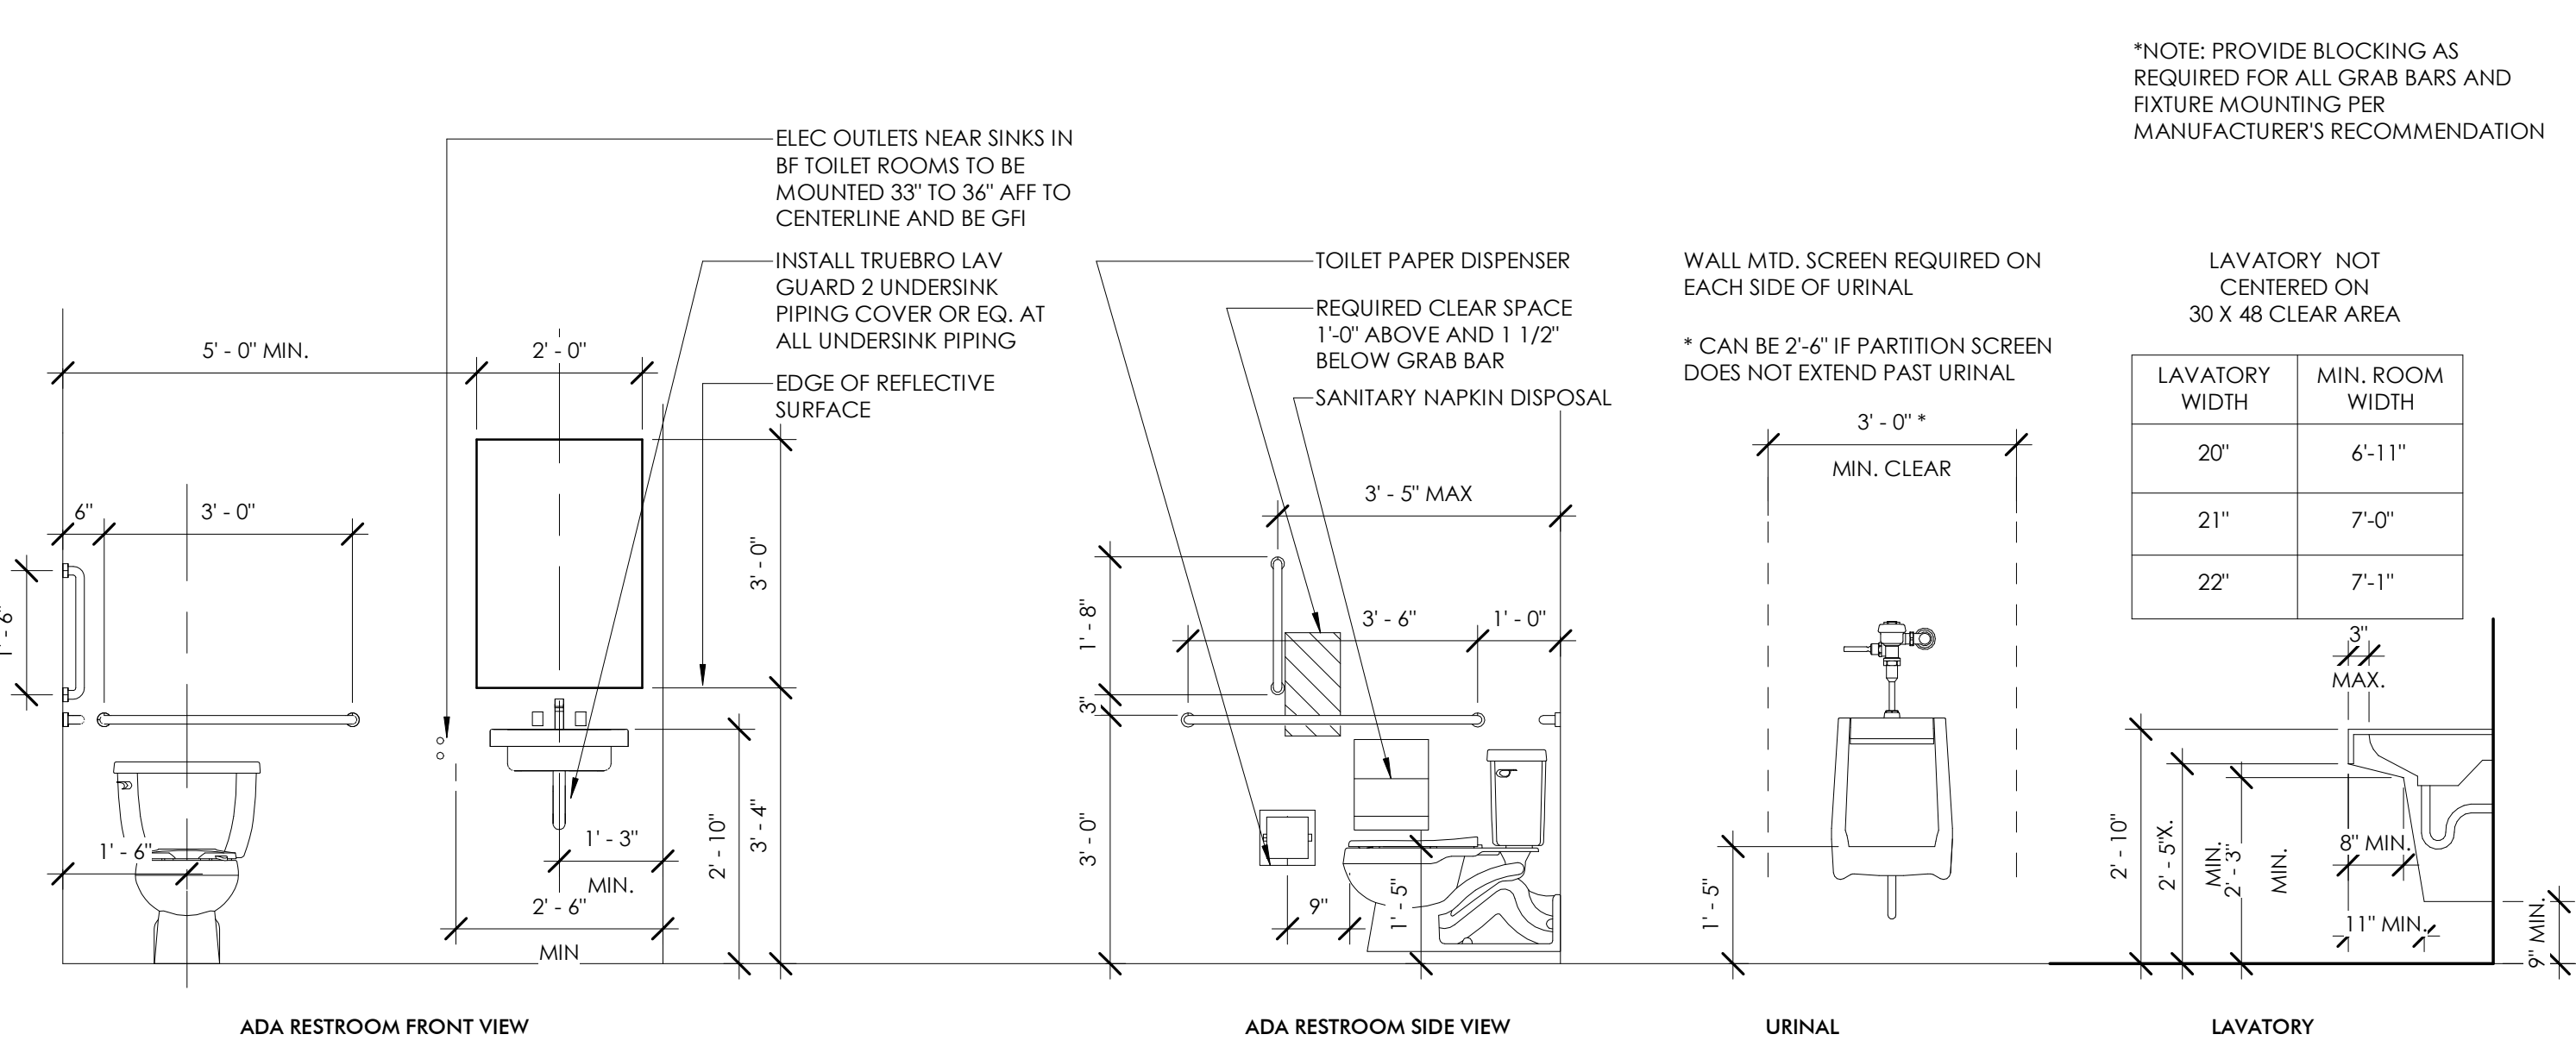 *NOTE: PROVIDE BLOCKING AS
REQUIRED FOR ALL GRAB BARS AND
FIXTURE MOUNTING PER
MANUFACTURER'S RECOMMENDATION
ELEC OUTLETS NEAR SINKS IN
BF TOILET ROOMS TO BE
MOUNTED 33" TO 36" AFF TO
CENTERLINE AND BE GFI
INSTALL TRUEBRO LAV
GUARD 2 UNDERSINK
PIPING COVER OR EQ. AT
ALL UNDERSINK PIPING
EDGE OF REFLECTIVE
SURFACE
5' - 0" MIN.
2' - 0"
6"
3' - 0"
1' - 6"
3' - 0"
1' - 6"
1' - 3"
MIN.
2' - 6"
MIN
2' - 10"
3' - 4"
ADA RESTROOM FRONT VIEW
TOILET PAPER DISPENSER
REQUIRED CLEAR SPACE
1'-0" ABOVE AND 1 1/2"
BELOW GRAB BAR
SANITARY NAPKIN DISPOSAL
3' - 5" MAX
1' - 8"
3' - 6"
1' - 0"
3"
3' - 0"
9"
1' - 5"
ADA RESTROOM SIDE VIEW
WALL MTD. SCREEN REQUIRED ON
EACH SIDE OF URINAL
* CAN BE 2'-6" IF PARTITION SCREEN
DOES NOT EXTEND PAST URINAL
3' - 0" *
MIN. CLEAR
1' - 5"
URINAL
LAVATORY NOT
CENTERED ON
30 X 48 CLEAR AREA
LAVATORY
WIDTH
MIN. ROOM
WIDTH
20"
6'-11"
21"
7'-0"
22"
7'-1"
3"
MAX.
2' - 10"
2' - 5"X.
MIN.
2' - 3"
MIN.
8" MIN.
11" MIN.
9" MIN.
LAVATORY